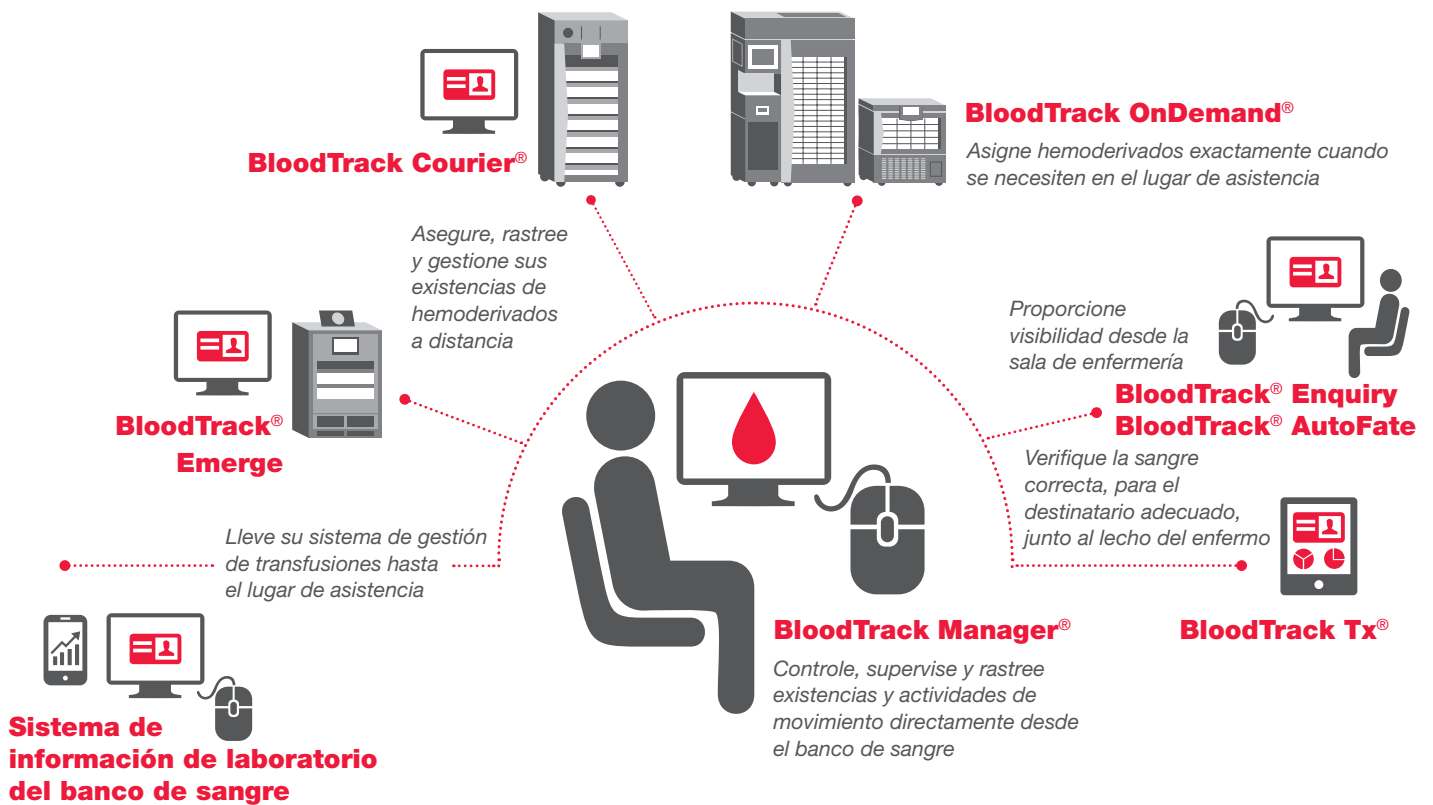 BloodTrack Courier®
Asegure, rastree
y gestione sus
existencias de
hemoderivados
a distancia
BloodTrack OnDemand®
Asigne hemoderivados exactamente cuando
se necesiten en el lugar de asistencia
Proporcione
visibilidad desde la
sala de enfermería
BloodTrack® Enquiry
BloodTrack® AutoFate
BloodTrack®
Emerge
Verifique la sangre
correcta, para el
destinatario adecuado,
junto al lecho del enfermo
BloodTrack Tx®
Lleve su sistema de gestión
de transfusiones hasta
el lugar de asistencia
Sistema de
información de laboratorio
del banco de sangre
BloodTrack Manager®
Controle, supervise y rastree
existencias y actividades de
movimiento directamente desde
el banco de sangre